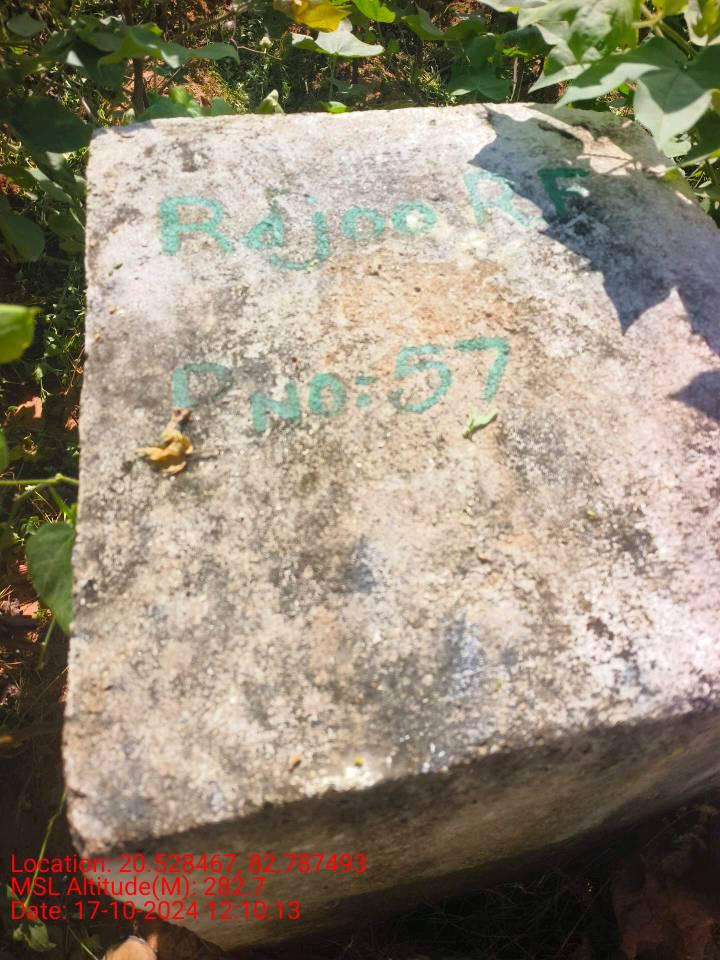 Rajoo RF
P NO:57
Location: 20.528467, 82.787493
MSL Altitude(M): 282.7
Date: 17-10-2024 12:10:13